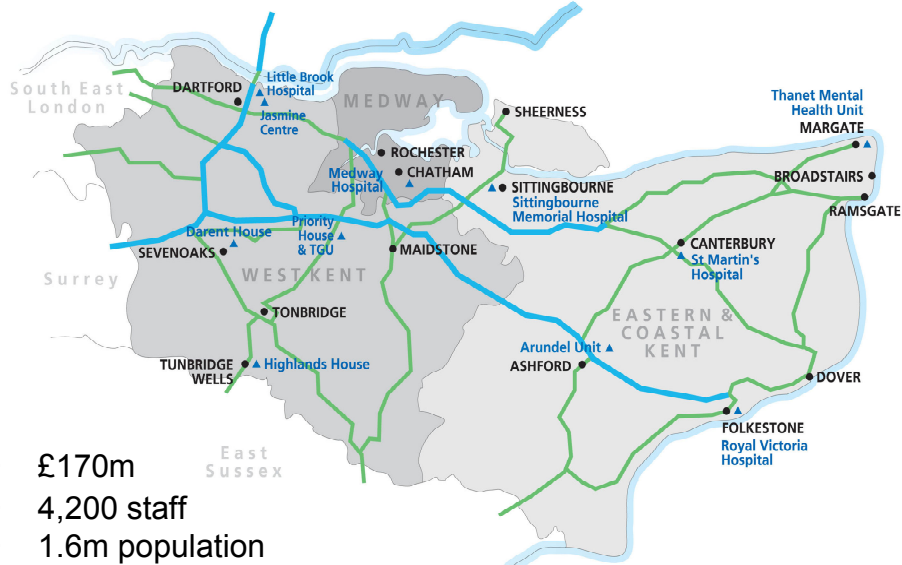 South East
London
DARTFORD
Little Brook
Hospital
Jasmine
Centre
MEDWAY
SHEERNESS
Thanet Mental
Health Unit
MARGATE
ROCHESTER
CHATHAM
Medway
Hospital
BROADSTAIRS
SITTINGBOURNE
Sittingbourne
Memorial Hospital
RAMSGATE
Darent House
SEVENOAKS
Priority
House
& TGU
MAIDSTONE
CANTERBURY
St Martin's
Hospital
Surrey
WEST KENT
TONBRIDGE
EASTERN &
COASTAL
KENT
Arundel Unit
ASHFORD
TUNBRIDGE
WELLS
Highlands House
DOVER
FOLKESTONE
Royal Victoria
Hospital
East
Sussex
£170m
4,200 staff
1.6m population